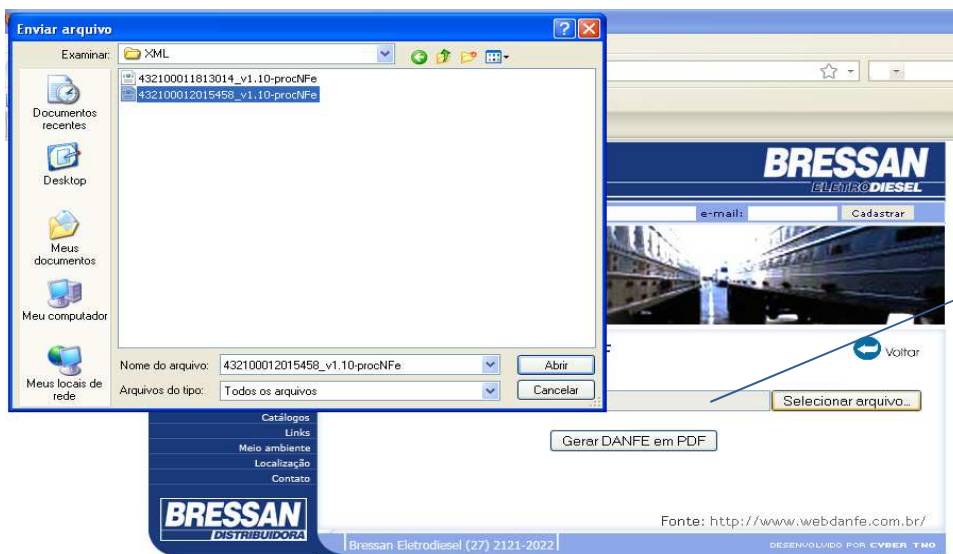 Enviar arquivo
Examinar:
XML
432100011813014_v1.10-procNFe
432100012015458_v1.10-procNFe
Documentos
recentes
Desktop
Meus
documentos
Meu computador
Meus locais de
rede
Nome do arquivo:
432100012015458_v1.10-procNFe
Abrir
Arquivos do tipo:
Todos os arquivos
Cancelar
BRESSAN
ELETRODIESEL
e-mail:
Cadastrar
Voltar
Selecionar arquivo...
Gerar DANFE em PDF
Catálogos
Links
Meio ambiente
Localização
Contato
BRESSAN
DISTRIBUIDORA
Fonte: http://www.webdanfe.com.br/
Bressan Eletrodiesel (27) 2121-2022
DESENVOLVIDO POR CYBER TWO